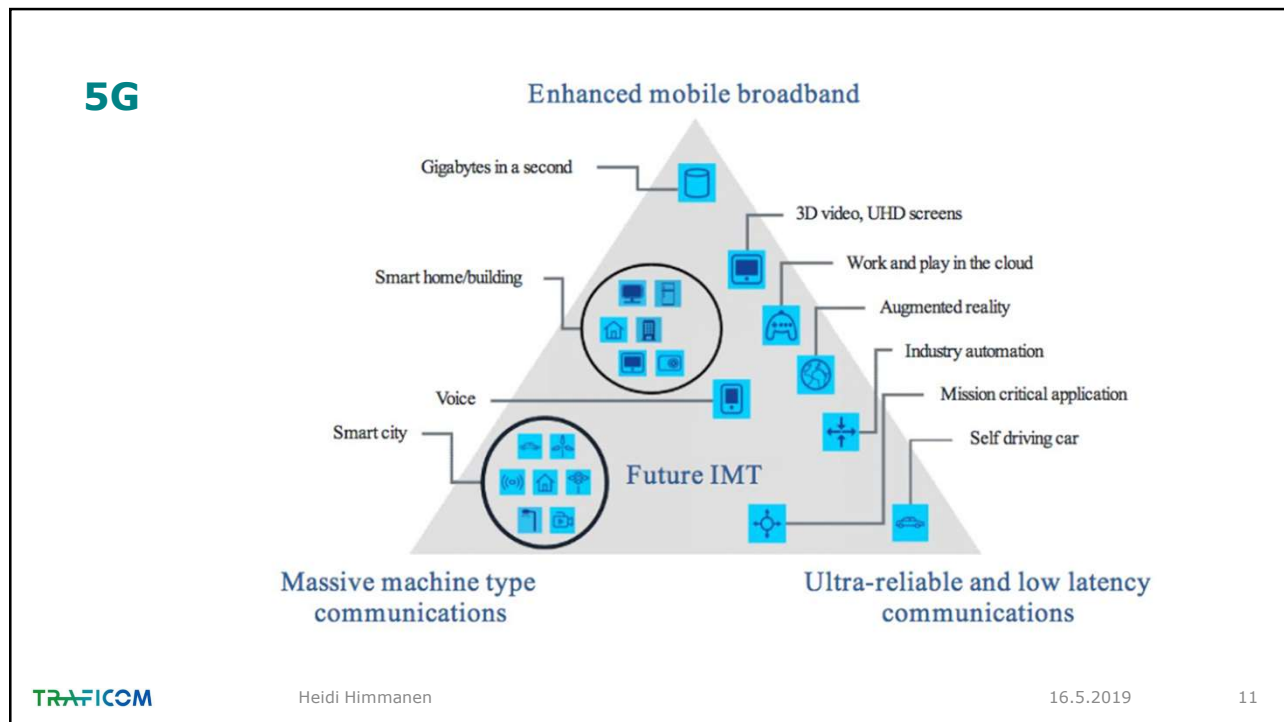 5G
Enhanced mobile broadband
Gigabytes in a second
3D video, UHD screens
Smart home/building
Work and play in the cloud
Augmented reality
Industry automation
Voice
Mission critical application
Smart city
Self driving car
Future IMT
Massive machine type
communications
Ultra-reliable and low latency
communications
TRAFICOM
Heidi Himmanen
16.5.2019
11